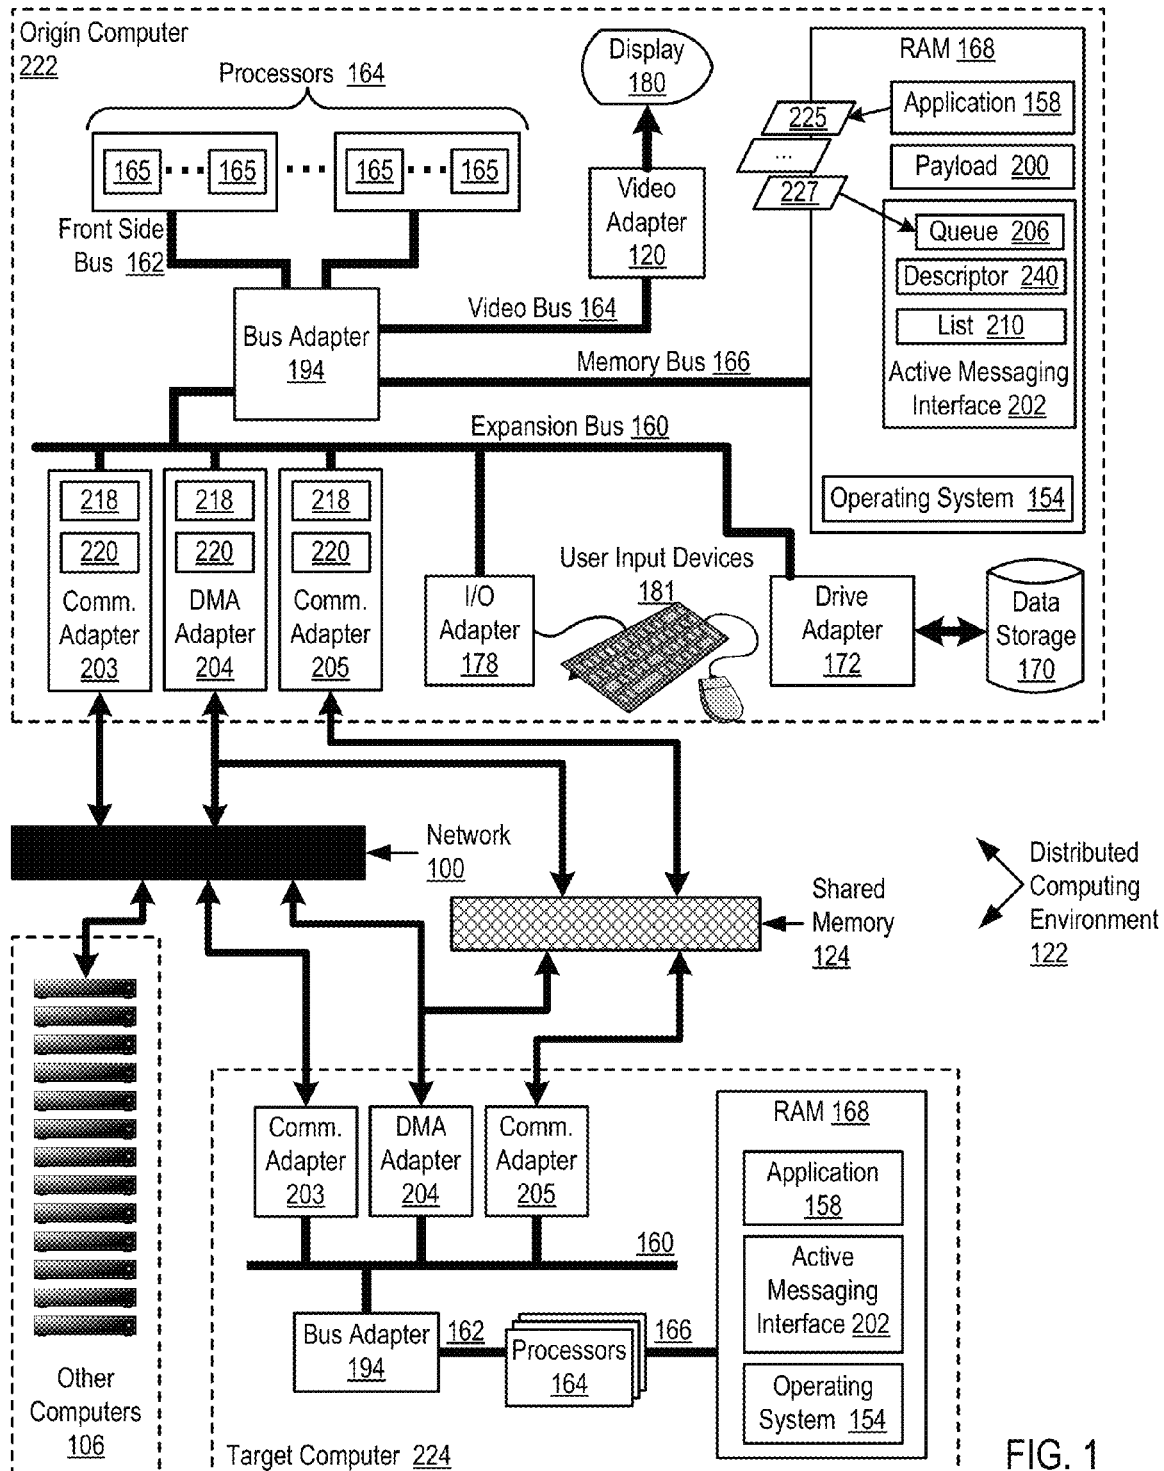 Origin Computer
222
Processors 164
165 165 165 165
Front Side
Bus 162
Display
180
Video
Adapter
120
RAM 168
225
Application 158
...
Payload 200
227
Queue 206
Descriptor 240
List 210
Active Messaging
Interface 202
Operating System 154
Bus Adapter
194
Video Bus 164
Memory Bus 166
Expansion Bus 160
218
220
Comm.
Adapter
203
218
220
DMA
Adapter
204
218
220
Comm.
Adapter
205
I/O
Adapter
178
User Input Devices
181
Drive
Adapter
172
Data
Storage
170
Network
100
Shared
Memory
124
Distributed
Computing
Environment
122
Other
Computers
106
Comm.
Adapter
203
DMA
Adapter
204
Comm.
Adapter
205
160
Bus Adapter
194
162
Processors
164
166
RAM 168
Application
158
Active
Messaging
Interface 202
Operating
System 154
Target Computer 224
FIG. 1